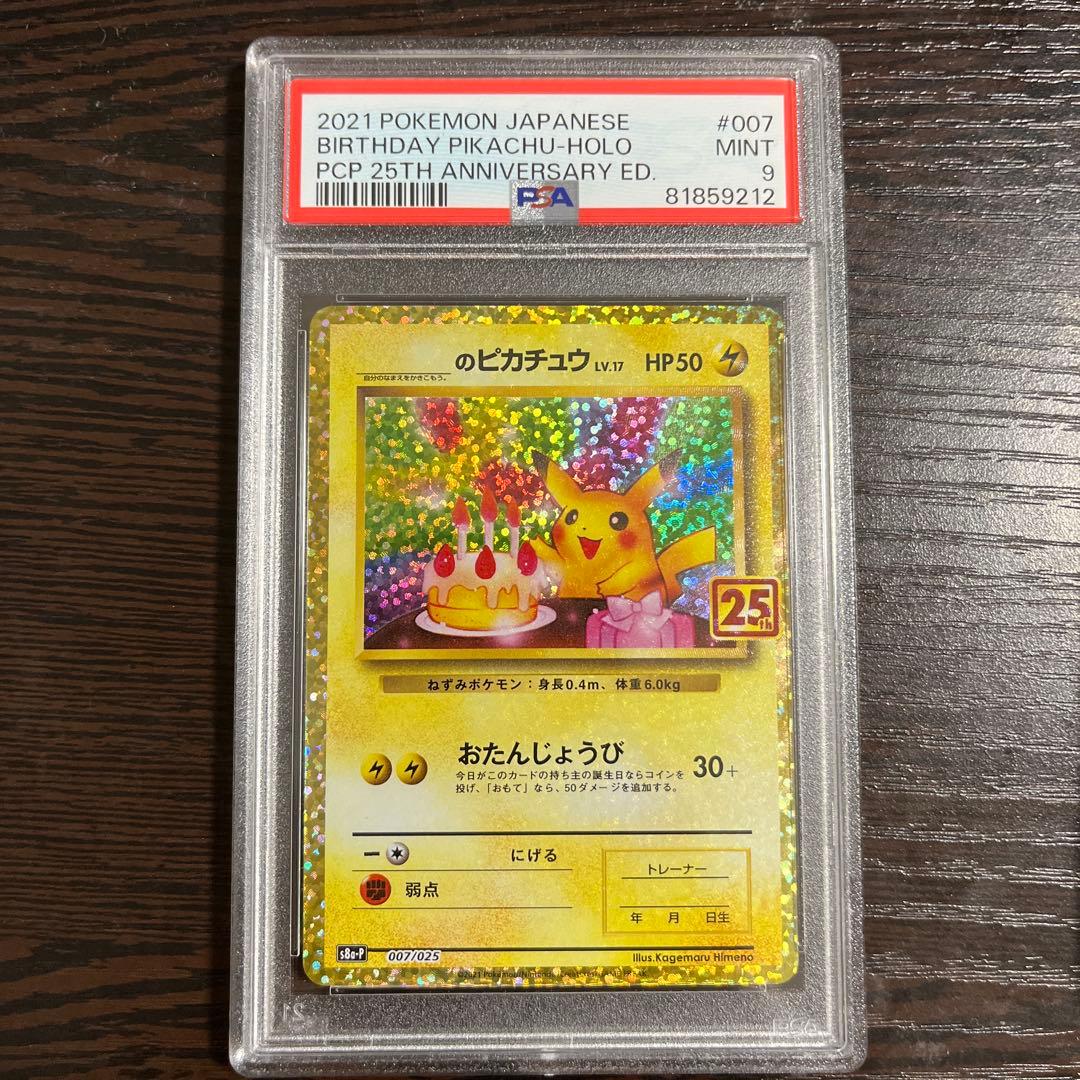 2021 POKEMON JAPANESE #007
BIRTHDAY PIKACHU-HOLO MINT
PCP 25TH ANNIVERSARY ED. 9
PSA 81859212
のピカチュウ LV.17 HP50
自分のなまえをかきこもう。
25th
ねずみポケモン：身長0.4m、体重6.0kg
おたんじょうび 30+
今日がこのカードの持ち主の誕生日ならコインを
投げ、「おもて」なら、50ダメージを追加する。
にげる
弱点
トレーナー
年 月 日生
s8a-P 007/025 Illus.Kagemaru Himeno
©2021 Pokémon/Nintendo/Creatures/GAME FREAK.